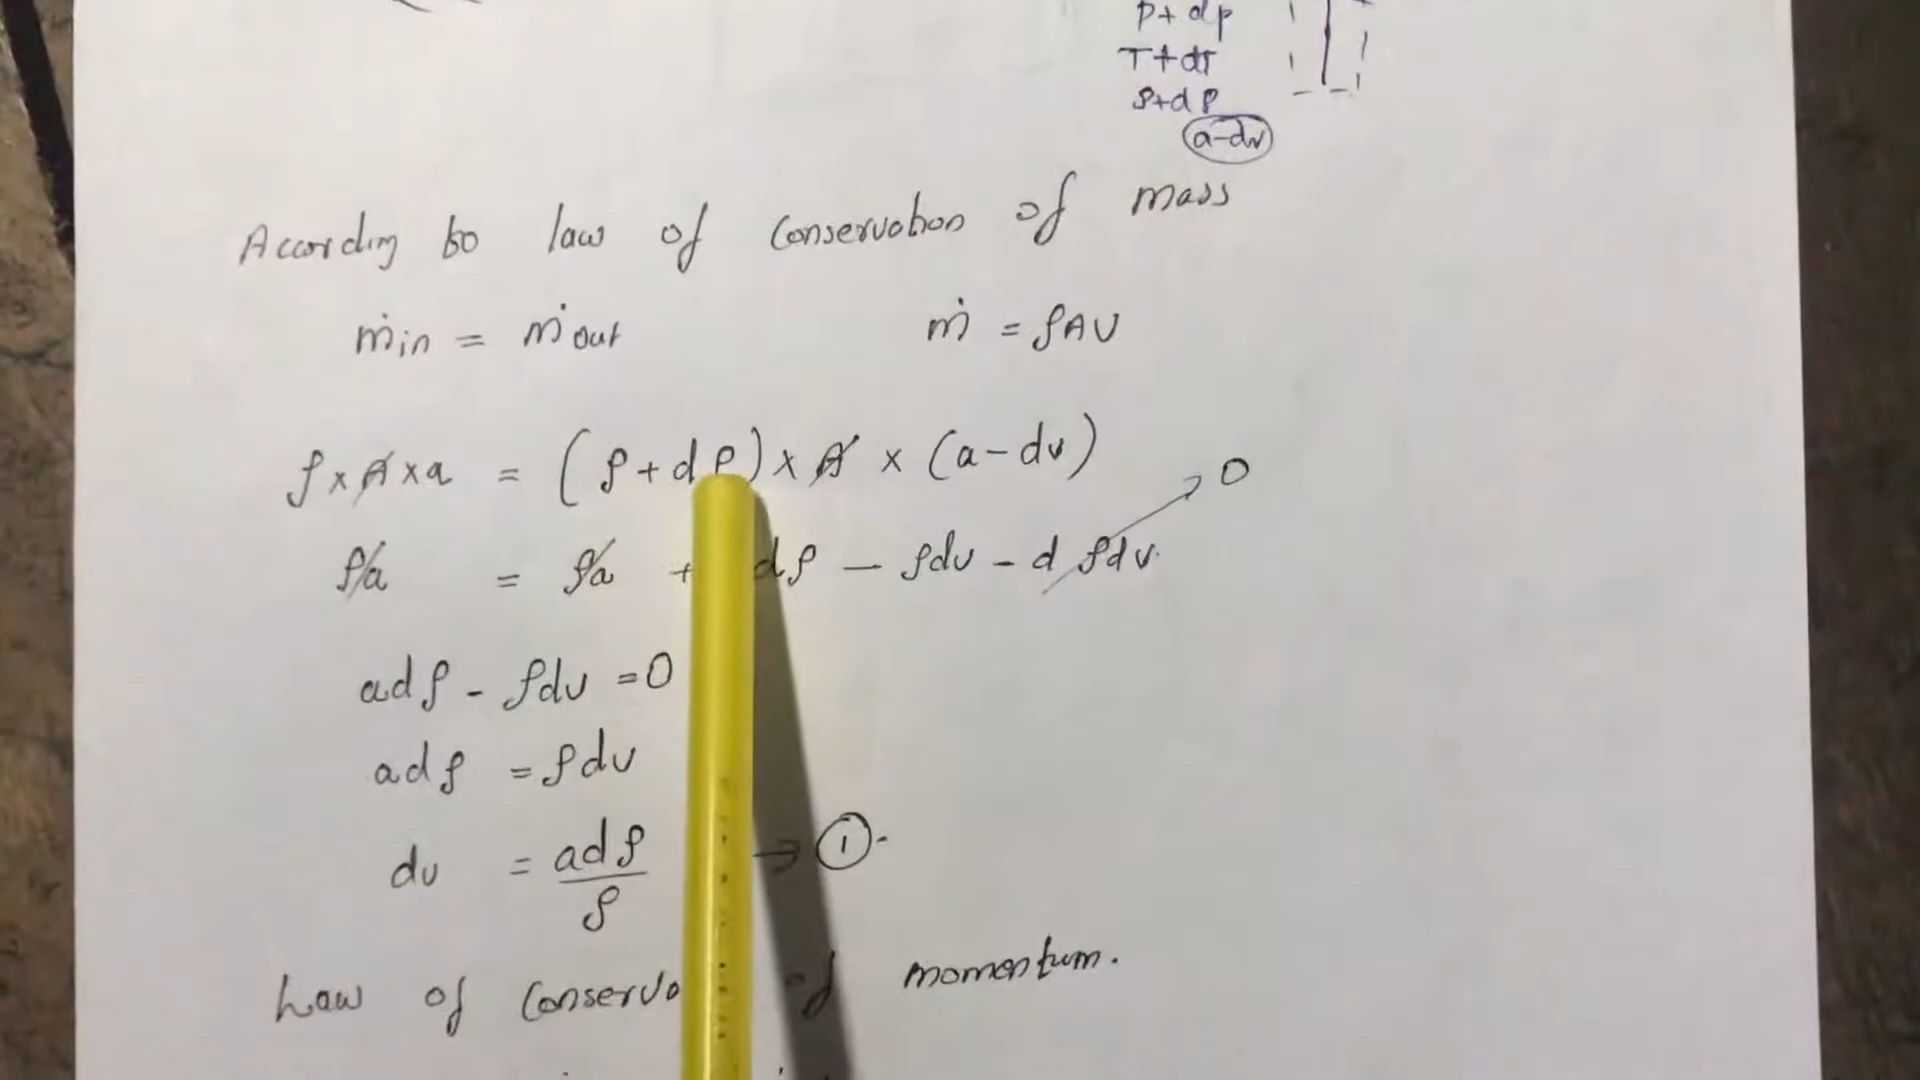 p+dp
T+dT
ρ+dρ
a-dv
According to law of conservation of mass
ṁin = ṁout ṁ = ρAV
ρ×A×a = (ρ+dρ)×A×(a-dv) 0
ρa = ρa + dρ - ρdv - dρdv
adρ - ρdv = 0
adρ = ρdv
dv = adρ/ρ → ①
Law of of momentum.